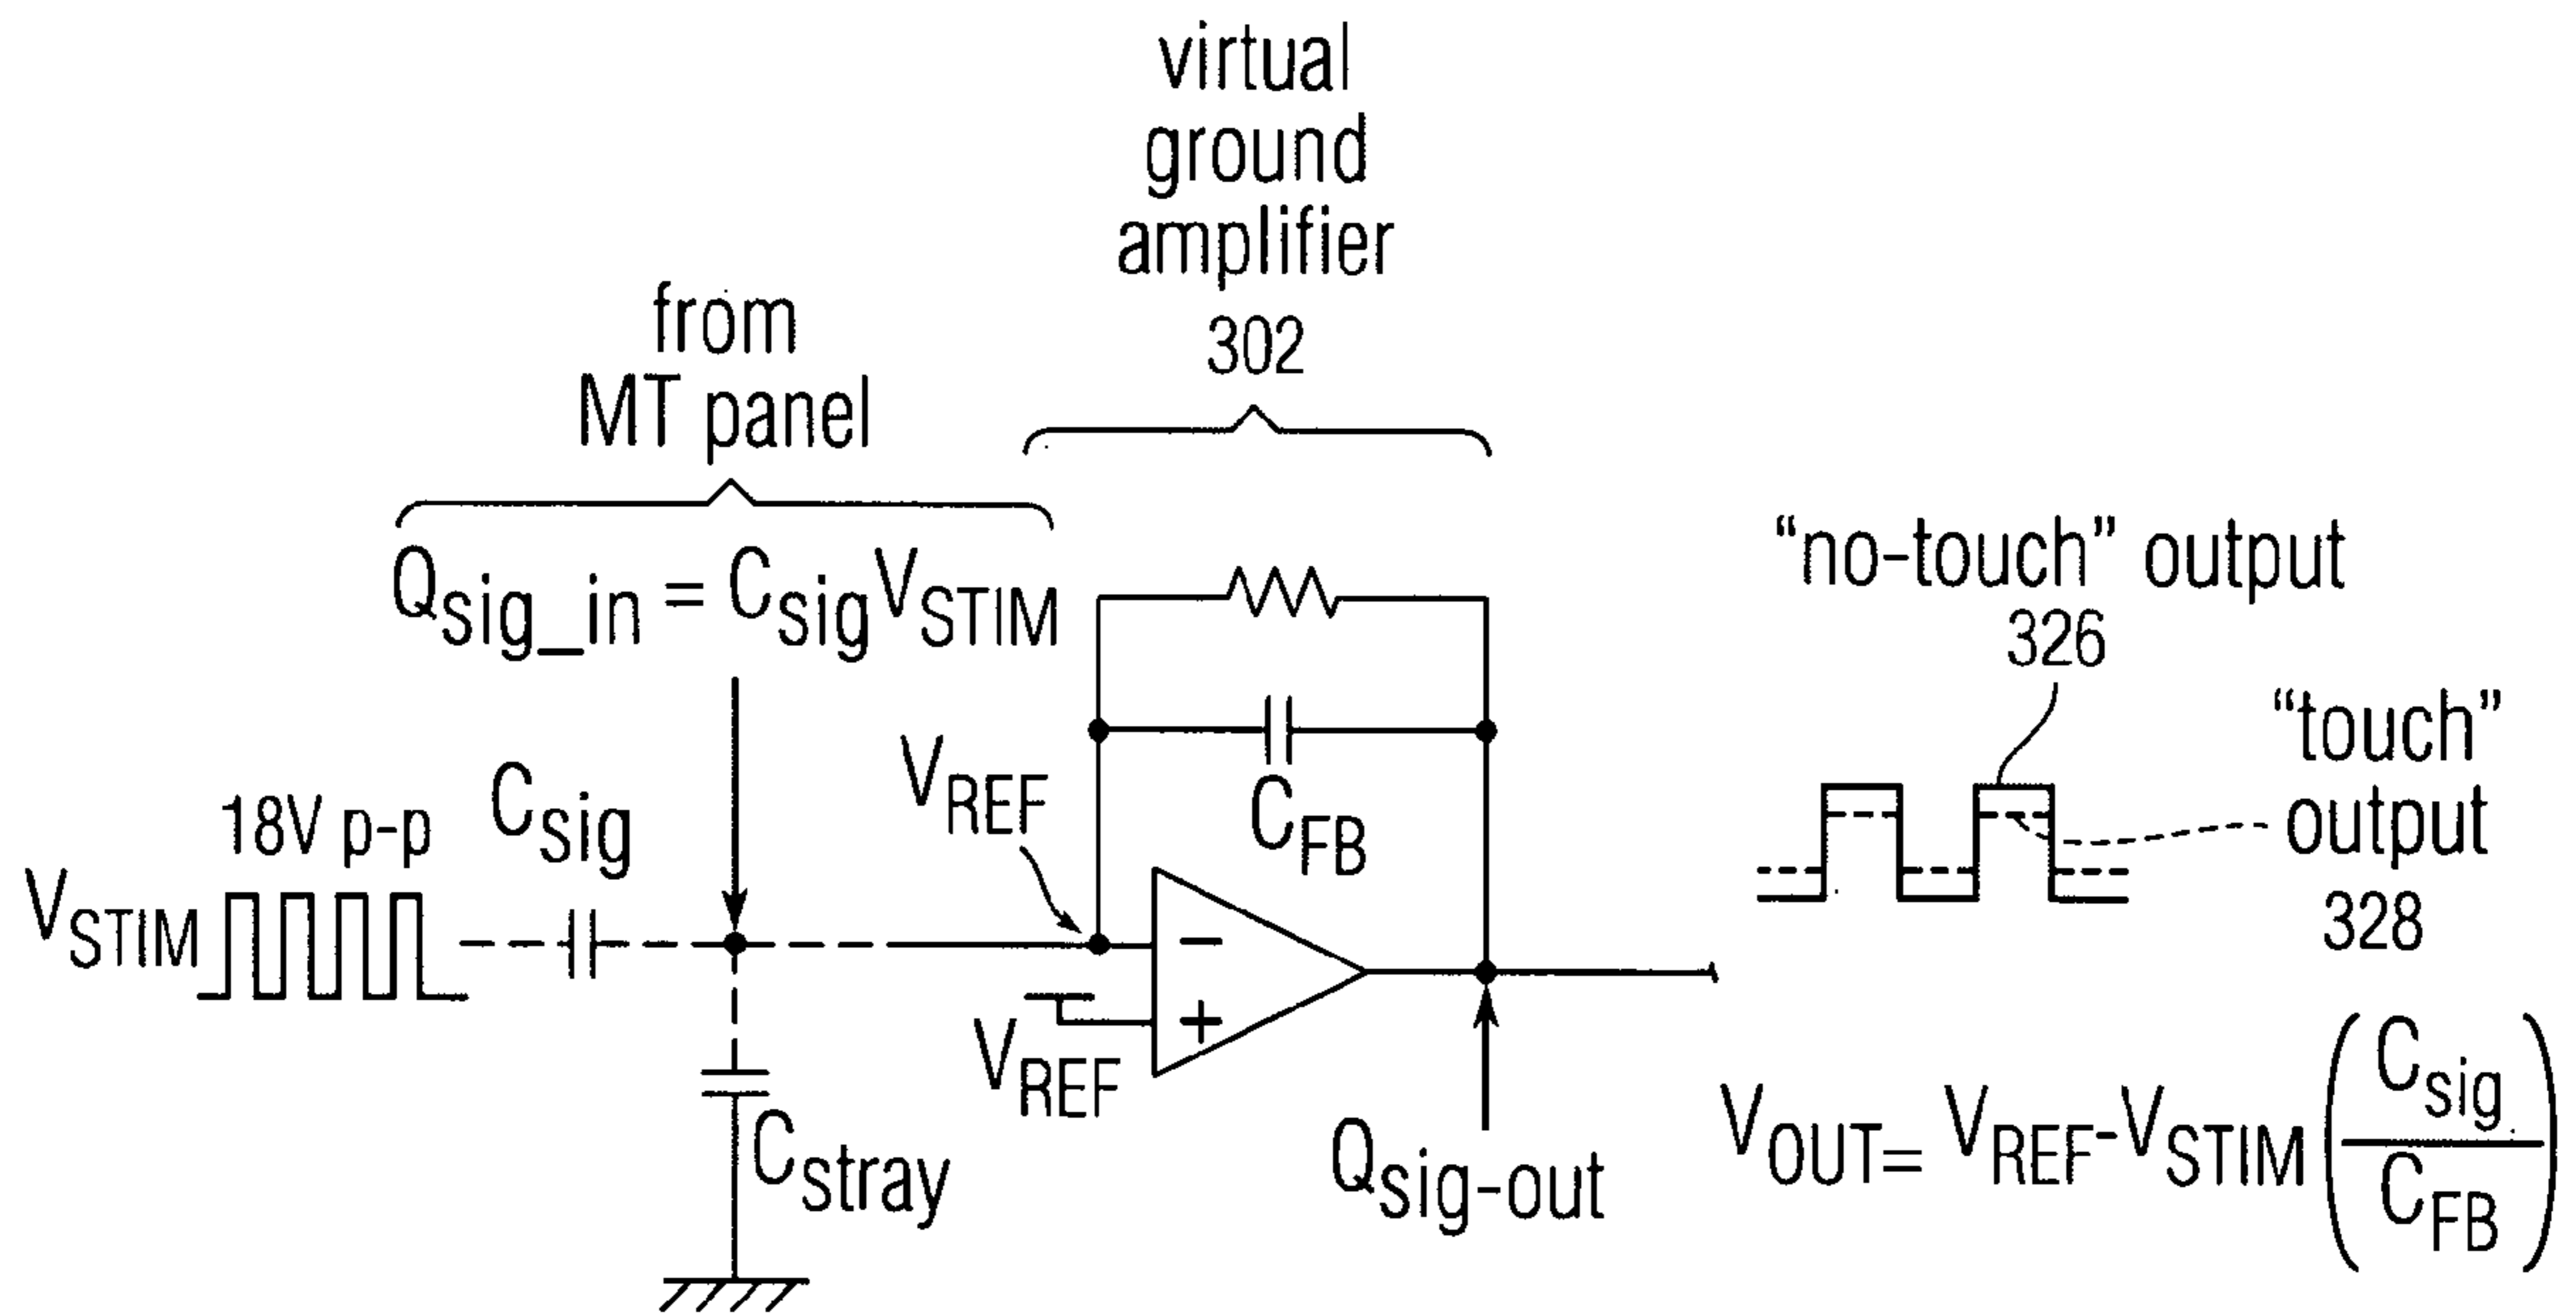 virtual
ground
amplifier
302
from
MT panel
Qsig_in = CsigVSTIM
"no-touch" output
326
"touch"
output
328
VREF
CFB
18V p-p
Csig
VSTIM
−
+
VREF
Cstray
Qsig-out
VOUT= VREF-VSTIM (Csig/CFB)